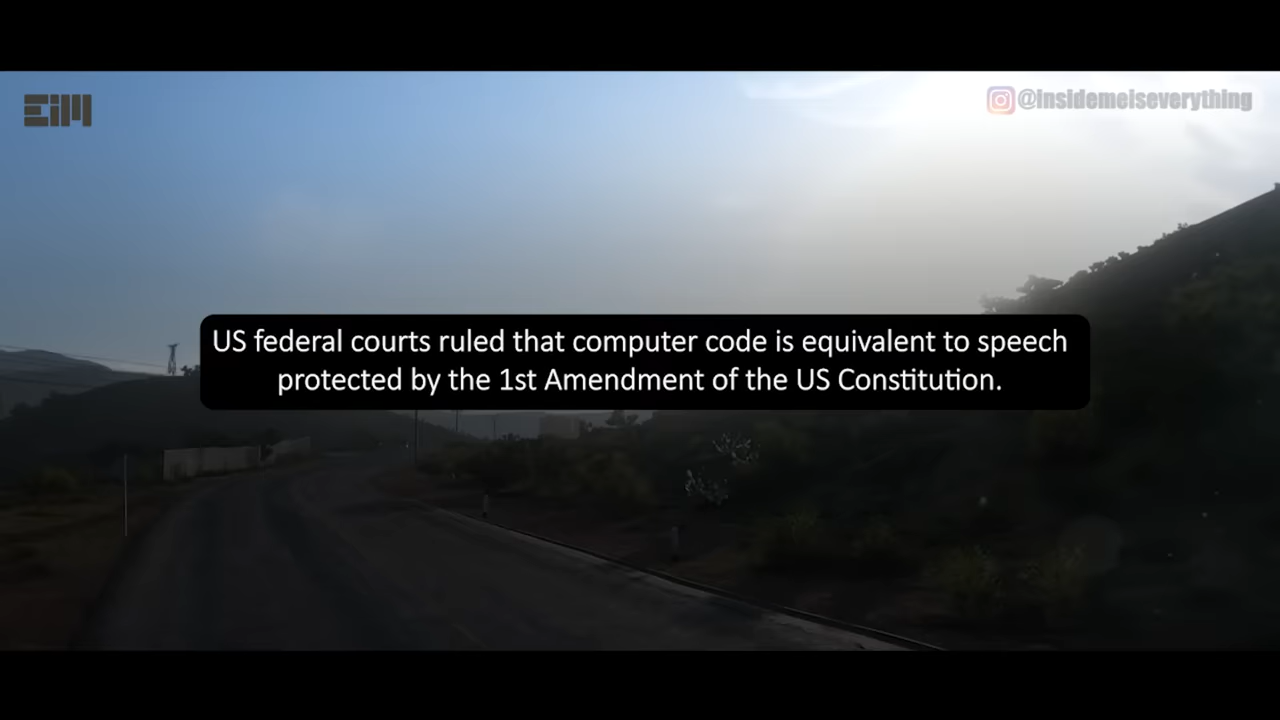 EiM
@insidemeiseverything
US federal courts ruled that computer code is equivalent to speech
protected by the 1st Amendment of the US Constitution.